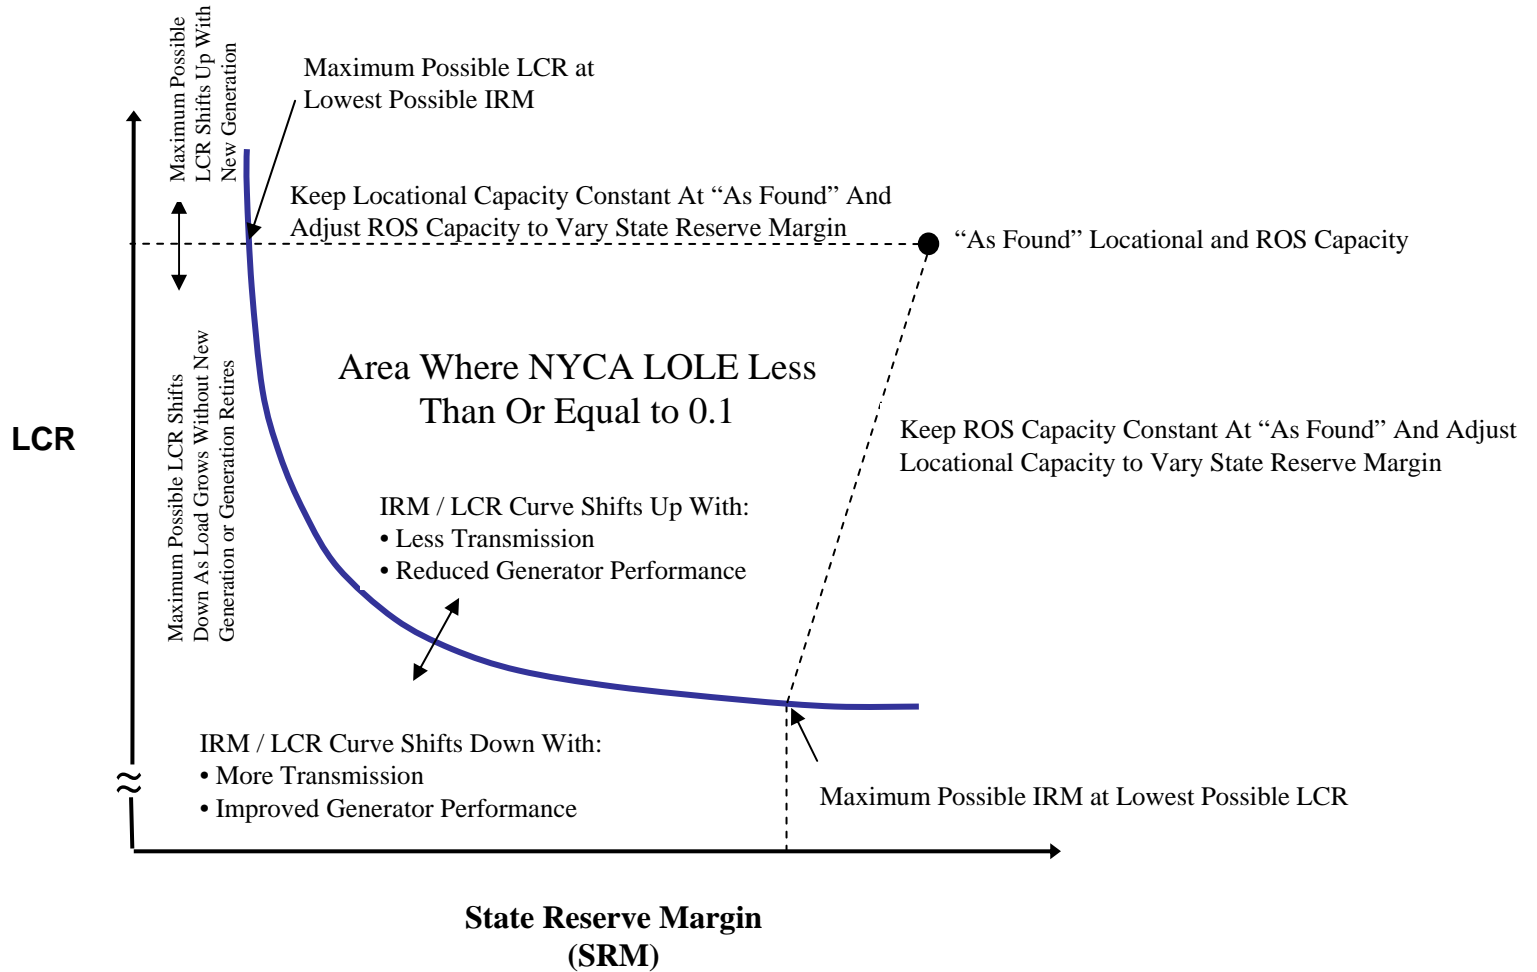 Maximum Possible
LCR Shifts Up With
New Generation
Maximum Possible LCR at
Lowest Possible IRM
Keep Locational Capacity Constant At “As Found” And
Adjust ROS Capacity to Vary State Reserve Margin
“As Found” Locational and ROS Capacity
Maximum Possible LCR Shifts
Down As Load Grows Without New
Generation or Generation Retires
Area Where NYCA LOLE Less
Than Or Equal to 0.1
LCR
Keep ROS Capacity Constant At “As Found” And Adjust
Locational Capacity to Vary State Reserve Margin
IRM / LCR Curve Shifts Up With:
• Less Transmission
• Reduced Generator Performance
IRM / LCR Curve Shifts Down With:
• More Transmission
• Improved Generator Performance
Maximum Possible IRM at Lowest Possible LCR
State Reserve Margin
(SRM)